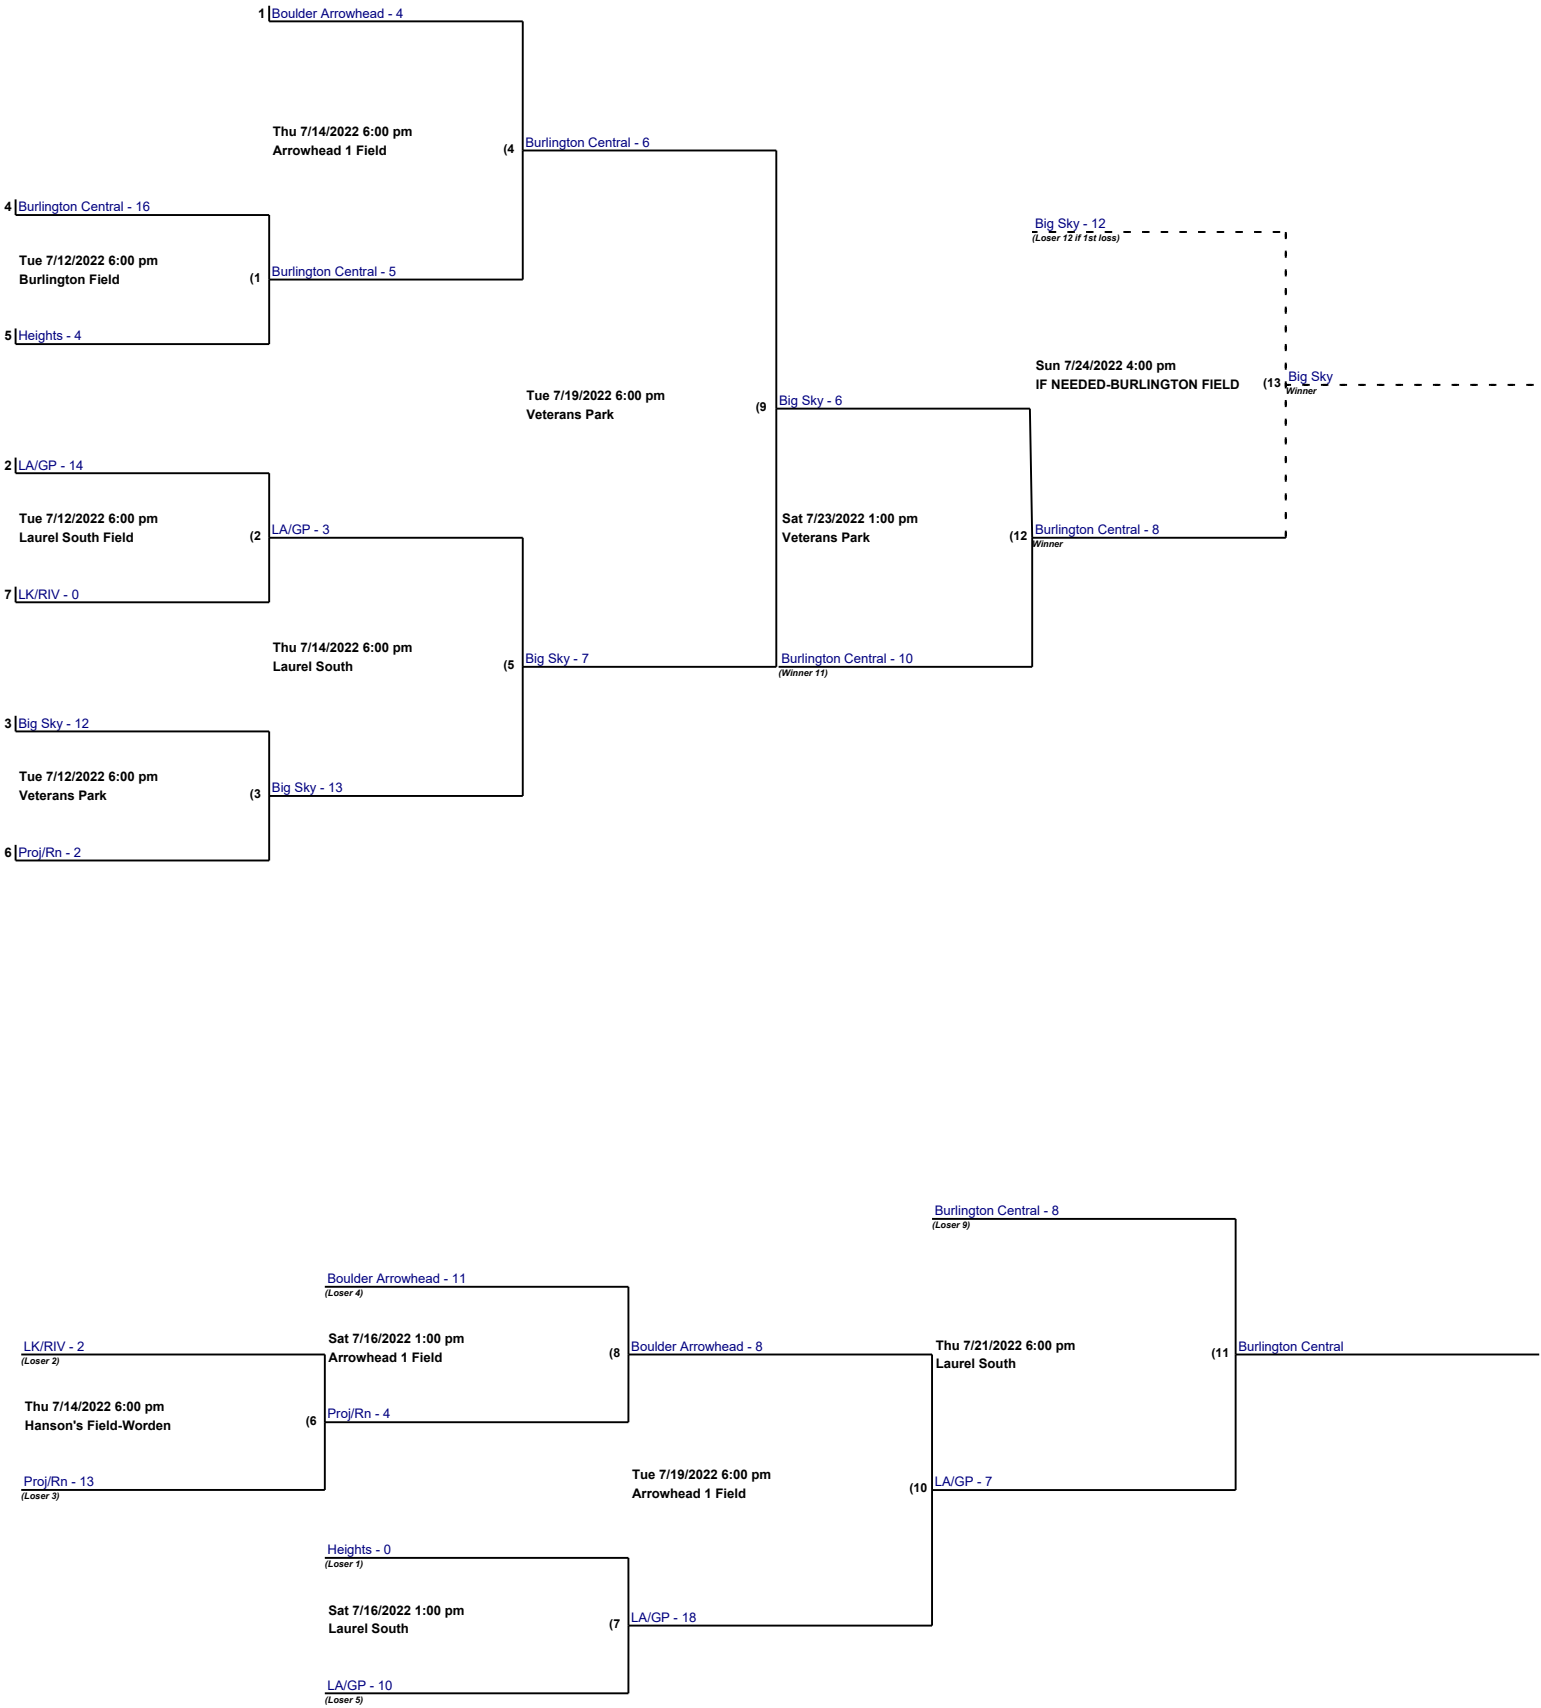 1 Boulder Arrowhead - 4
Thu 7/14/2022 6:00 pm
Arrowhead 1 Field
(4
Burlington Central - 6
4 Burlington Central - 16
Big Sky - 12
(Loser 12 if 1st loss)
Tue 7/12/2022 6:00 pm
Burlington Field
(1
Burlington Central - 5
5 Heights - 4
Sun 7/24/2022 4:00 pm
IF NEEDED-BURLINGTON FIELD
(13
Big Sky
Winner
Tue 7/19/2022 6:00 pm
Veterans Park
(9
Big Sky - 6
2 LA/GP - 14
Tue 7/12/2022 6:00 pm
Laurel South Field
(2
LA/GP - 3
Sat 7/23/2022 1:00 pm
Veterans Park
(12
Burlington Central - 8
Winner
7 LK/RIV - 0
Thu 7/14/2022 6:00 pm
Laurel South
(5
Big Sky - 7
Burlington Central - 10
(Winner 11)
3 Big Sky - 12
Tue 7/12/2022 6:00 pm
Veterans Park
(3
Big Sky - 13
6 Proj/Rn - 2
Burlington Central - 8
(Loser 9)
Boulder Arrowhead - 11
(Loser 4)
LK/RIV - 2
(Loser 2)
Sat 7/16/2022 1:00 pm
Arrowhead 1 Field
(8
Boulder Arrowhead - 8
Thu 7/21/2022 6:00 pm
Laurel South
(11
Burlington Central
Thu 7/14/2022 6:00 pm
Hanson's Field-Worden
(6
Proj/Rn - 4
Proj/Rn - 13
(Loser 3)
Tue 7/19/2022 6:00 pm
Arrowhead 1 Field
(10
LA/GP - 7
Heights - 0
(Loser 1)
Sat 7/16/2022 1:00 pm
Laurel South
(7
LA/GP - 18
LA/GP - 10
(Loser 5)